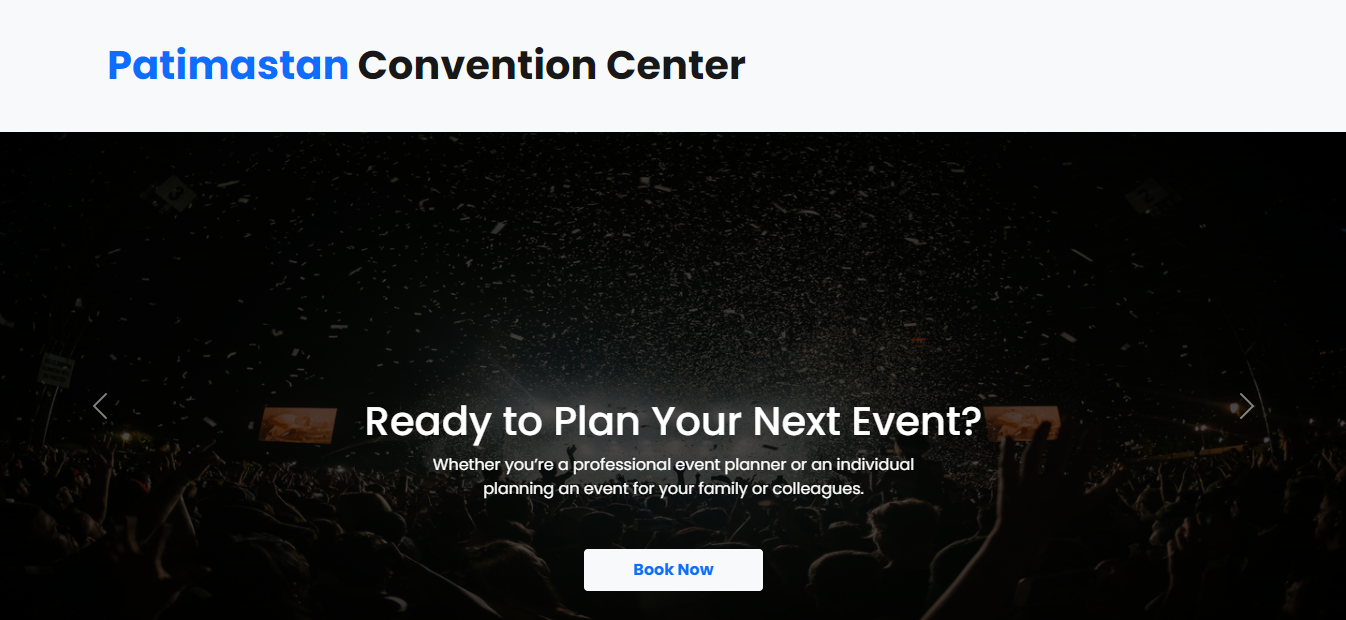 Patimastan Convention Center
Ready to Plan Your Next Event?
Whether you’re a professional event planner or an individual
planning an event for your family or colleagues.
Book Now